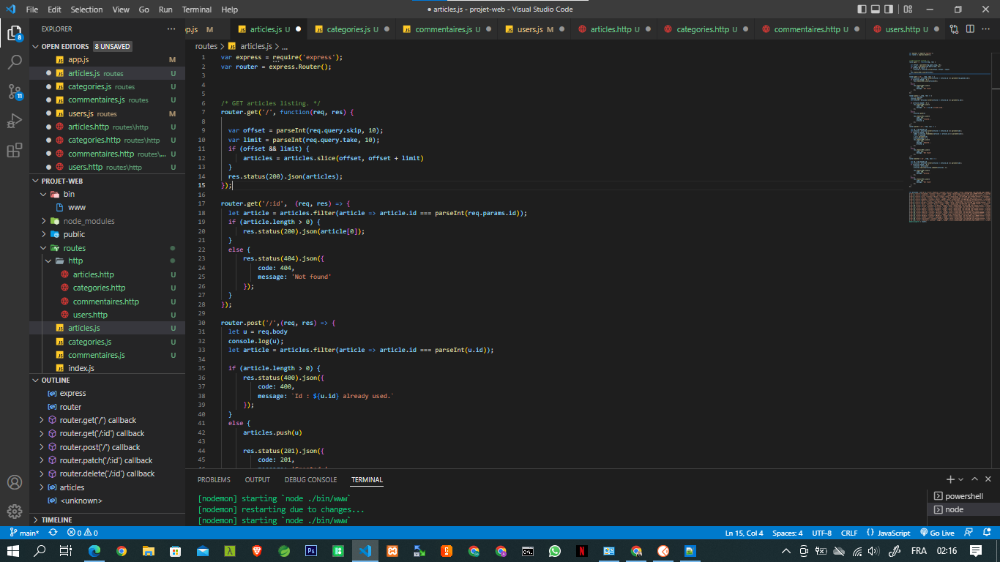 File Edit Selection View Go Run Terminal Help
● articles.js - projet-web - Visual Studio Code
EXPLORER
OPEN EDITORS 8 UNSAVED
app.js M
articles.js routes U
categories.js routes U
commentaires.js routes U
users.js routes M
articles.http routes\http U
categories.http routes\http U
commentaires.http routes\... U
users.http routes\http U
PROJET-WEB
bin
www
node_modules
public
routes
http
articles.http U
categories.http U
commentaires.http U
users.http U
articles.js U
categories.js U
commentaires.js U
index.js
OUTLINE
express
router
router.get('/') callback
router.get('/:id') callback
router.post('/') callback
router.patch('/:id') callback
router.delete('/:id') callback
articles
<unknown>
TIMELINE
pp.js M articles.js U categories.js U commentaires.js U users.js M articles.http U categories.http U commentaires.http U users.http U
routes > articles.js > ...
1 var express = require('express');
2 var router = express.Router();
3
4
5
6 /* GET articles listing. */
7 router.get('/', function(req, res) {
8
9 var offset = parseInt(req.query.skip, 10);
10 var limit = parseInt(req.query.take, 10);
11 if (offset && limit) {
12 articles = articles.slice(offset, offset + limit)
13 }
14 res.status(200).json(articles);
15 });
16
17 router.get('/:id', (req, res) => {
18 let article = articles.filter(article => article.id === parseInt(req.params.id));
19 if (article.length > 0) {
20 res.status(200).json(article[0]);
21 }
22 else {
23 res.status(404).json({
24 code: 404,
25 message: 'Not found'
26 });
27 }
28 });
29
30 router.post('/',(req, res) => {
31 let u = req.body
32 console.log(u);
33 let article = articles.filter(article => article.id === parseInt(u.id));
34
35 if (article.length > 0) {
36 res.status(400).json({
37 code: 400,
38 message: `Id : ${u.id} already used.`
39 });
40 }
41 else {
42 articles.push(u)
43
44 res.status(201).json({
45 code: 201,
PROBLEMS OUTPUT DEBUG CONSOLE TERMINAL
[nodemon] starting `node ./bin/www`
[nodemon] restarting due to changes...
[nodemon] starting `node ./bin/www`
powershell
node
main* 0 0 Ln 15, Col 4 Spaces: 4 UTF-8 CRLF JavaScript Go Live
FRA 02:16